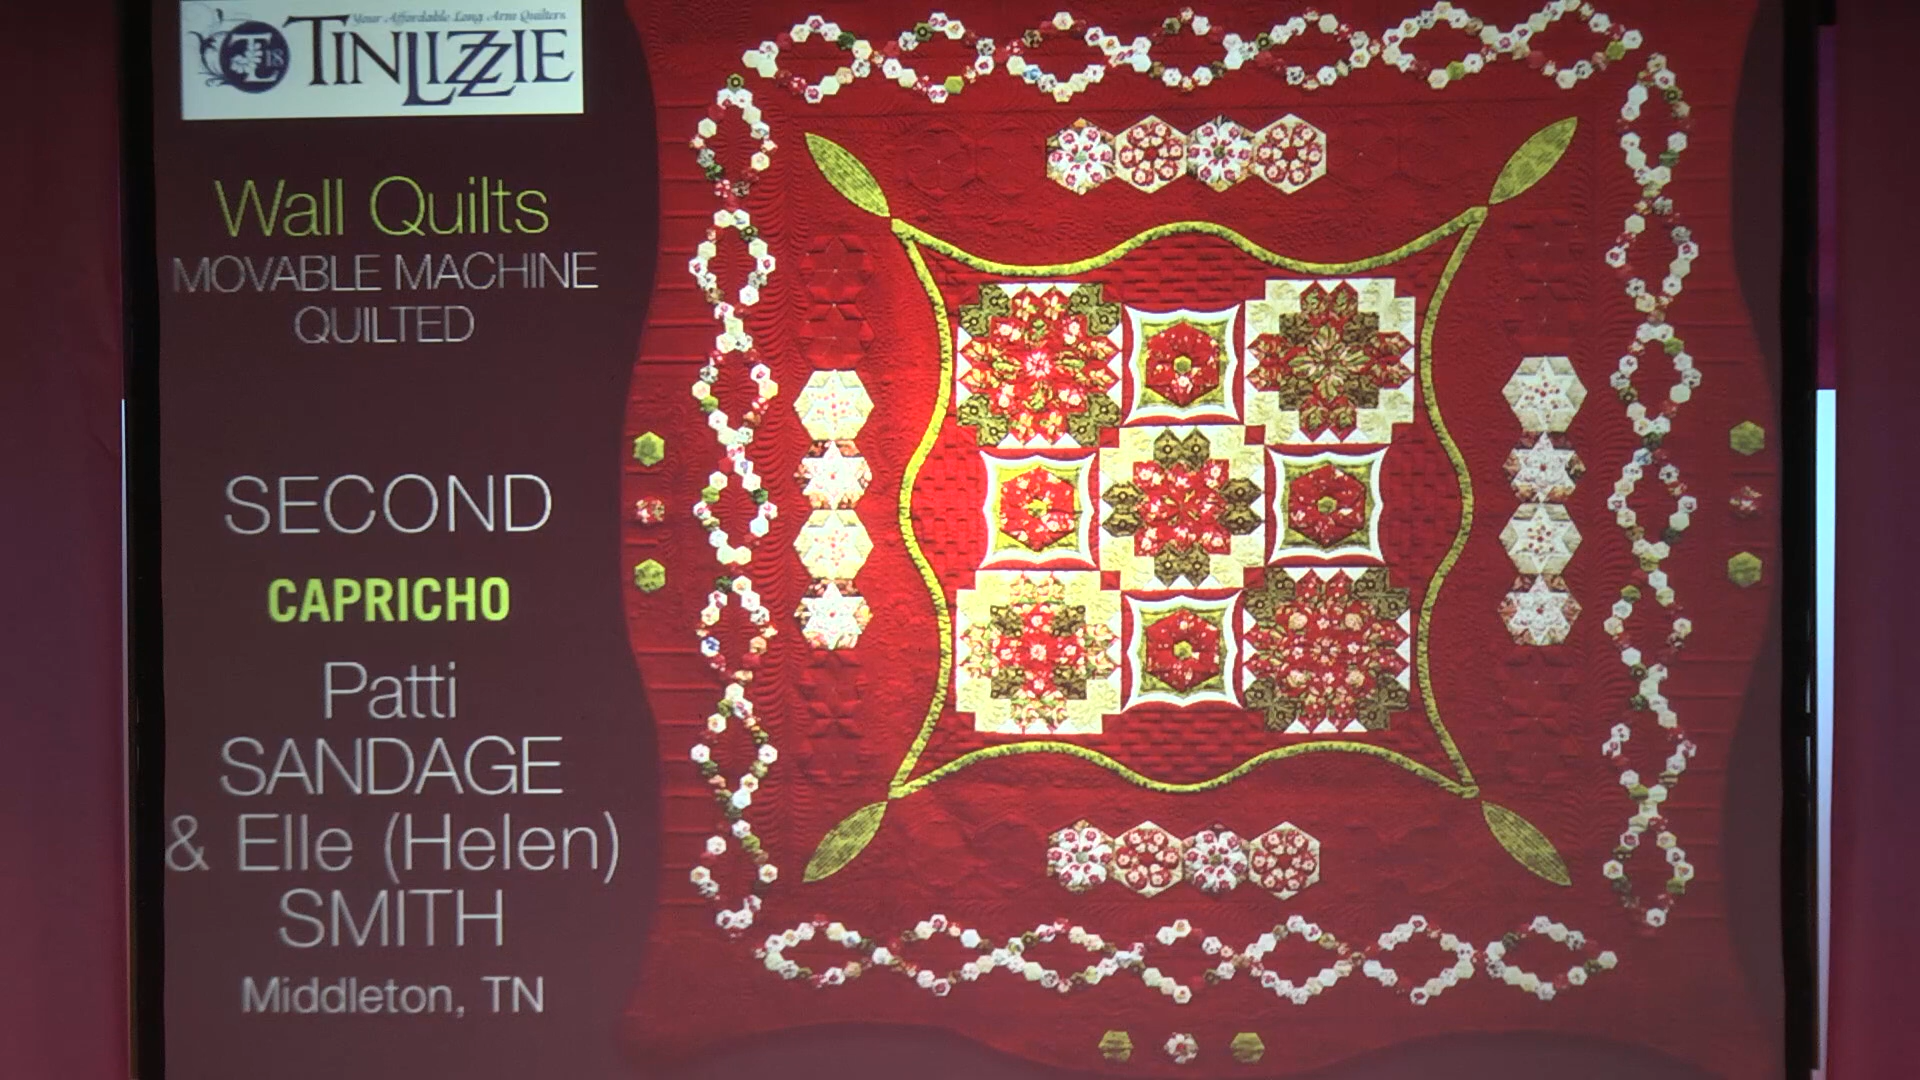 Your Affordable Long Arm Quilters
TL18 TINLIZZIE
Wall Quilts
MOVABLE MACHINE
QUILTED
SECOND
CAPRICHO
Patti
SANDAGE
& Elle (Helen)
SMITH
Middleton, TN